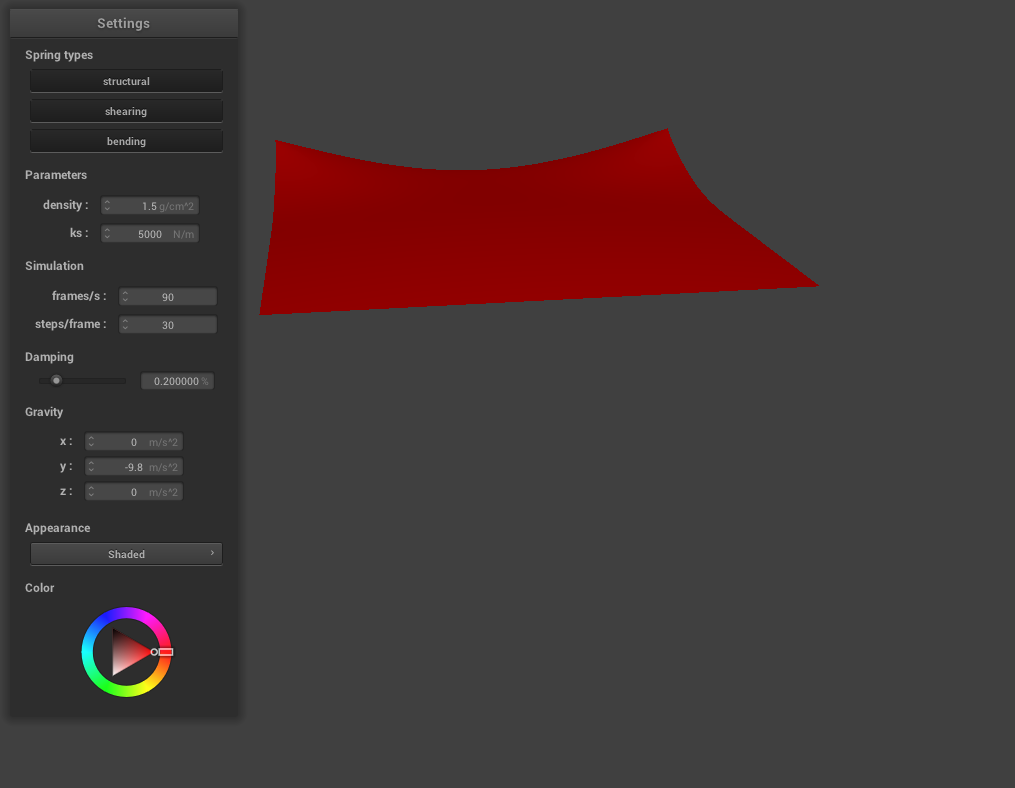 Settings
Spring types
structural
shearing
bending
Parameters
density : 1.5 g/cm^2
ks : 5000 N/m
Simulation
frames/s : 90
steps/frame : 30
Damping
0.200000 %
Gravity
x : 0 m/s^2
y : -9.8 m/s^2
z : 0 m/s^2
Appearance
Shaded ›
Color